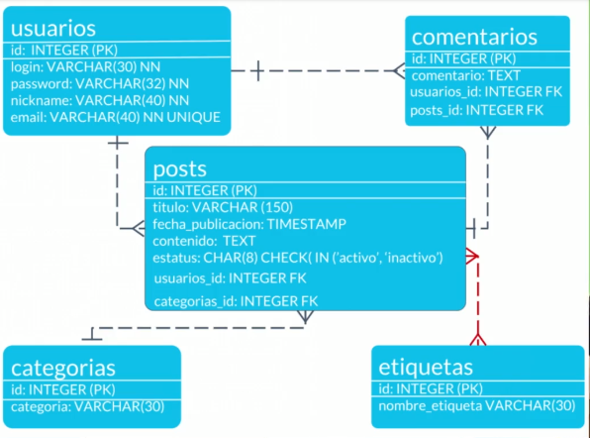 usuarios
id: INTEGER (PK)
login: VARCHAR(30) NN
password: VARCHAR(32) NN
nickname: VARCHAR(40) NN
email: VARCHAR(40) NN UNIQUE
comentarios
id: INTEGER (PK)
comentario: TEXT
usuarios_id: INTEGER FK
posts_id: INTEGER FK
posts
id: INTEGER (PK)
titulo: VARCHAR (150)
fecha_publicacion: TIMESTAMP
contenido: TEXT
estatus: CHAR(8) CHECK( IN ('activo', 'inactivo')
usuarios_id: INTEGER FK
categorias_id: INTEGER FK
categorias
id: INTEGER (PK)
categoria: VARCHAR(30)
etiquetas
id: INTEGER (PK)
nombre_etiqueta VARCHAR(30)